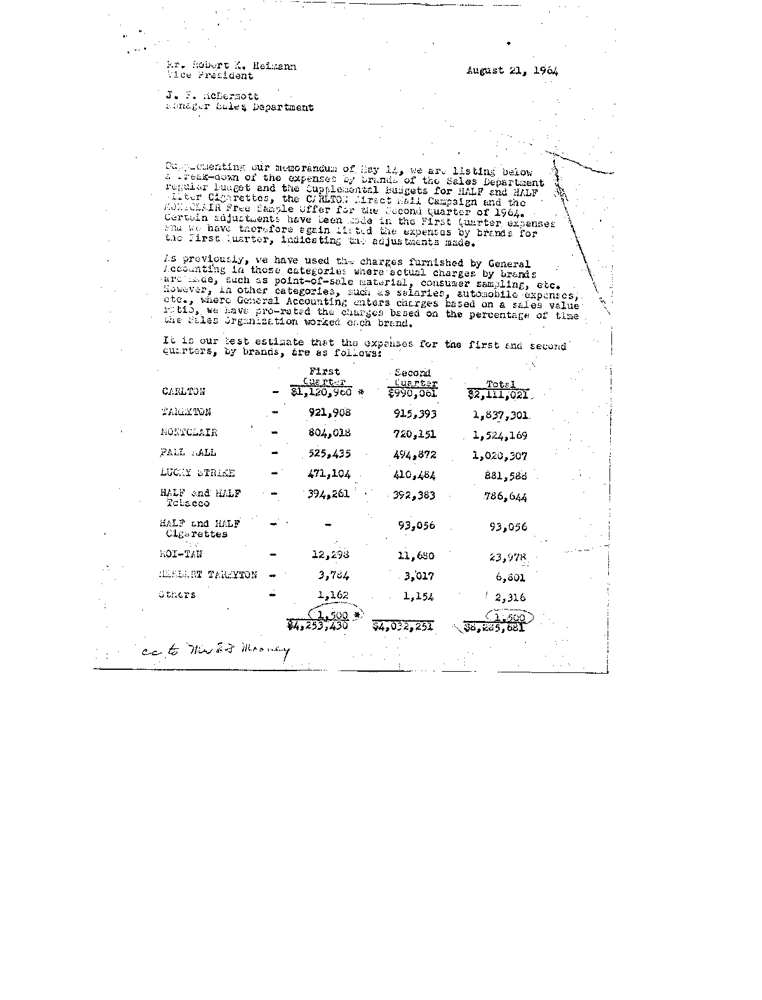 Mr. Robert K. Heimann
Vice President
August 21, 1964
J. F. McDermott
Manager Sales Department
Supplementing our memorandum of May 14, we are listing below
a break-down of the expenses by brands of the Sales Department
regular budget and the Supplemental Budgets for HALF and HALF
Filter Cigarettes, the CARLTON Direct Mail Campaign and the
MONTCLAIR Free Sample Offer for the Second Quarter of 1964.
Certain adjustments have been made in the First Quarter expenses
and we have therefore again listed the expenses by brands for
the First Quarter, indicating the adjustments made.
As previously, we have used the charges furnished by General
Accounting in those categories where actual charges by brands
are made, such as point-of-sale material, consumer sampling, etc.
However, in other categories, such as salaries, automobile expenses,
etc., where General Accounting enters charges based on a sales value
ratio, we have pro-rated the charges based on the percentage of time
the Sales Organization worked each brand.
It is our best estimate that the expenses for the first and second
quarters, by brands, are as follows:
First Second
Quarter Quarter Total
CARLTON - $1,120,960 * $990,061 $2,111,021
TAREYTON - 921,908 915,393 1,837,301
MONTCLAIR - 804,018 720,151 1,524,169
PALL MALL - 525,435 494,872 1,020,307
LUCKY STRIKE - 471,104 410,484 881,588
HALF and HALF - 394,261 392,383 786,644
Tobacco
HALF and HALF - - 93,056 93,056
Cigarettes
ROI-TAN - 12,298 11,680 23,978
HERBERT TAREYTON - 3,784 3,017 6,801
Others - 1,162 1,154 2,316
(1,500 *) (1,500)
$4,253,430 $4,032,251 $8,285,681
cc to Mr Mooney